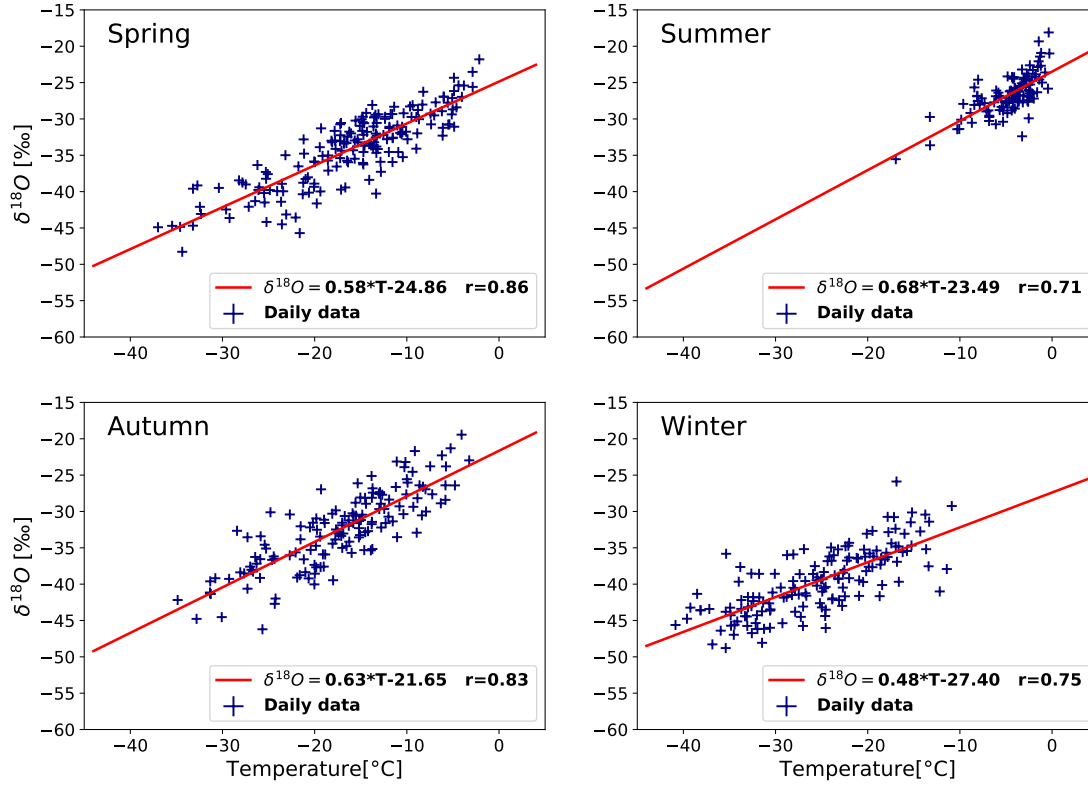 Spring
δ¹⁸O [‰]
−15
−20
−25
−30
−35
−40
−45
−50
−55
−60
−40 −30 −20 −10 0
δ¹⁸O = 0.58*T-24.86 r=0.86
Daily data
Summer
−15
−20
−25
−30
−35
−40
−45
−50
−55
−60
−40 −30 −20 −10 0
δ¹⁸O = 0.68*T-23.49 r=0.71
Daily data
Autumn
δ¹⁸O [‰]
−15
−20
−25
−30
−35
−40
−45
−50
−55
−60
−40 −30 −20 −10 0
Temperature[°C]
δ¹⁸O = 0.63*T-21.65 r=0.83
Daily data
Winter
−15
−20
−25
−30
−35
−40
−45
−50
−55
−60
−40 −30 −20 −10 0
Temperature[°C]
δ¹⁸O = 0.48*T-27.40 r=0.75
Daily data